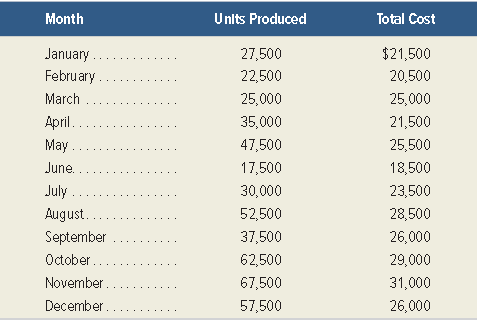 Month Units Produced Total Cost
January . . . . . . . . . . . . . 27,500 $21,500
February . . . . . . . . . . . . 22,500 20,500
March . . . . . . . . . . . . . . 25,000 25,000
April. . . . . . . . . . . . . . . . 35,000 21,500
May . . . . . . . . . . . . . . . . 47,500 25,500
June. . . . . . . . . . . . . . . 17,500 18,500
July . . . . . . . . . . . . . . . . 30,000 23,500
August. . . . . . . . . . . . . . 52,500 28,500
September . . . . . . . . . . 37,500 26,000
October . . . . . . . . . . . . . 62,500 29,000
November . . . . . . . . . . . 67,500 31,000
December . . . . . . . . . . . 57,500 26,000